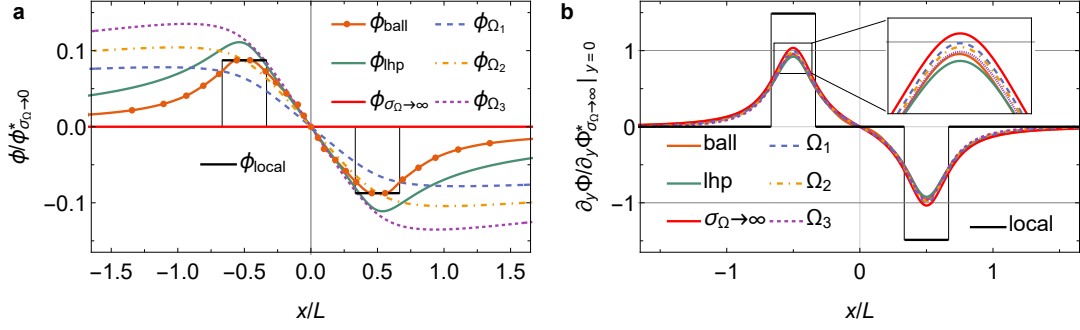 a
ϕ/ϕ*σΩ→0
0.1
0.0
−0.1
ϕball
ϕlhp
ϕσΩ→∞
ϕΩ1
ϕΩ2
ϕΩ3
ϕlocal
−1.5 −1.0 −0.5 0.0 0.5 1.0 1.5
x/L
b
∂yΦ/∂yΦ*σΩ→∞ | y=0
1
0
−1
ball
lhp
σΩ→∞
Ω1
Ω2
Ω3
local
−1 0 1
x/L